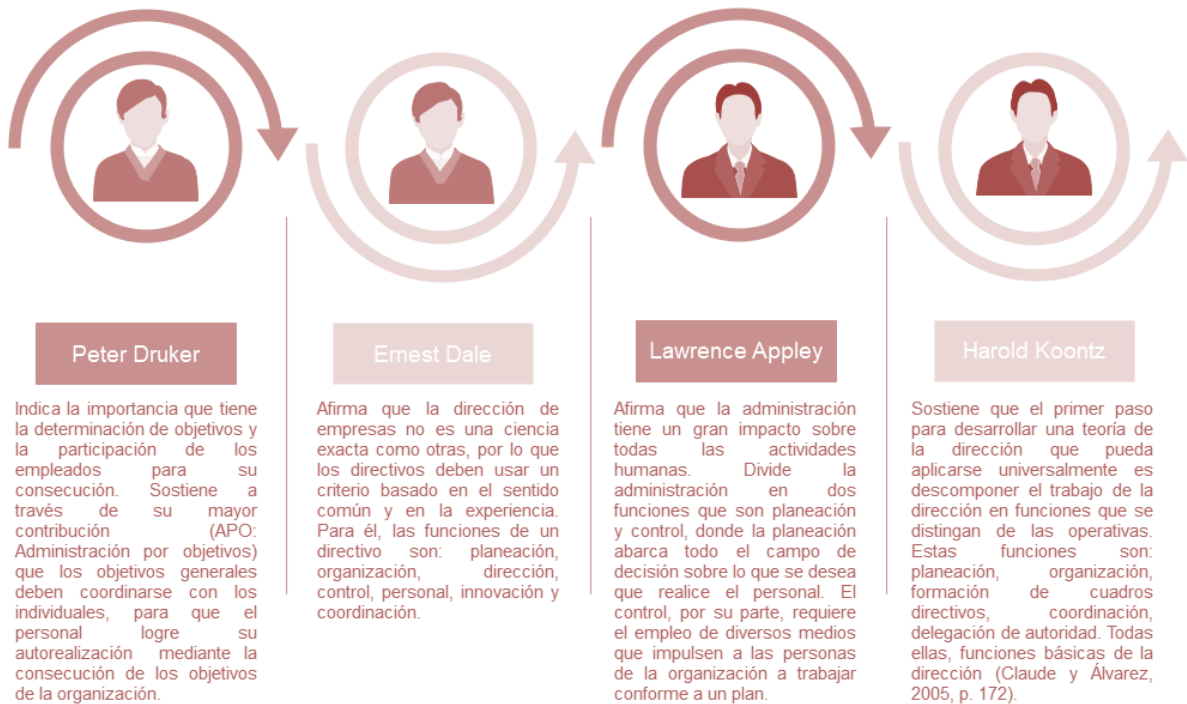 Peter Druker
Indica la importancia que tiene
la determinación de objetivos y
la participación de los
empleados para su
consecución. Sostiene a
través de su mayor
contribución (APO:
Administración por objetivos)
que los objetivos generales
deben coordinarse con los
individuales, para que el
personal logre su
autorealización mediante la
consecución de los objetivos
de la organización.
Ernest Dale
Afirma que la dirección de
empresas no es una ciencia
exacta como otras, por lo que
los directivos deben usar un
criterio basado en el sentido
común y en la experiencia.
Para él, las funciones de un
directivo son: planeación,
organización, dirección,
control, personal, innovación y
coordinación.
Lawrence Appley
Afirma que la administración
tiene un gran impacto sobre
todas las actividades
humanas. Divide la
administración en dos
funciones que son planeación
y control, donde la planeación
abarca todo el campo de
decisión sobre lo que se desea
que realice el personal. El
control, por su parte, requiere
el empleo de diversos medios
que impulsen a las personas
de la organización a trabajar
conforme a un plan.
Harold Koontz
Sostiene que el primer paso
para desarrollar una teoría de
la dirección que pueda
aplicarse universalmente es
descomponer el trabajo de la
dirección en funciones que se
distingan de las operativas.
Estas funciones son:
planeación, organización,
formación de cuadros
directivos, coordinación,
delegación de autoridad. Todas
ellas, funciones básicas de la
dirección (Claude y Álvarez,
2005, p. 172).